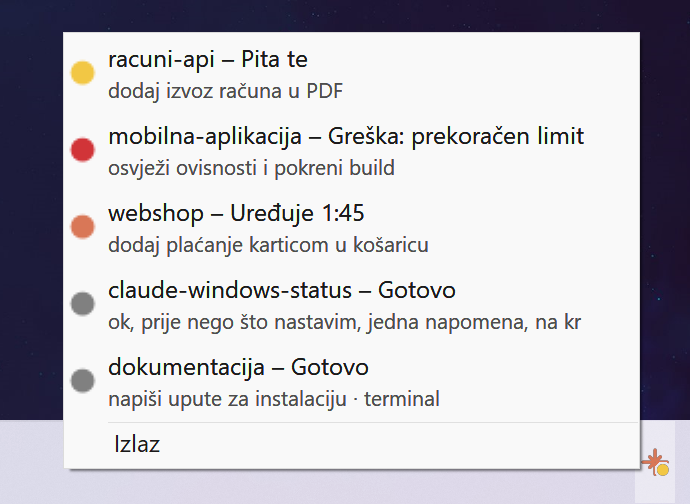 racuni-api – Pita te
dodaj izvoz računa u PDF
mobilna-aplikacija – Greška: prekoračen limit
osvježi ovisnosti i pokreni build
webshop – Uređuje 1:45
dodaj plaćanje karticom u košaricu
claude-windows-status – Gotovo
ok, prije nego što nastavim, jedna napomena, na kr
dokumentacija – Gotovo
napiši upute za instalaciju · terminal
Izlaz